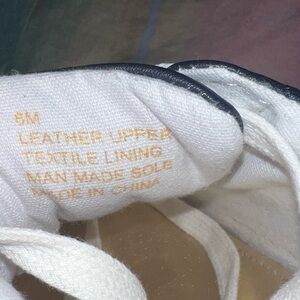 6M
LEATHER UPPER
TEXTILE LINING
MAN MADE SOLE
MADE IN CHINA